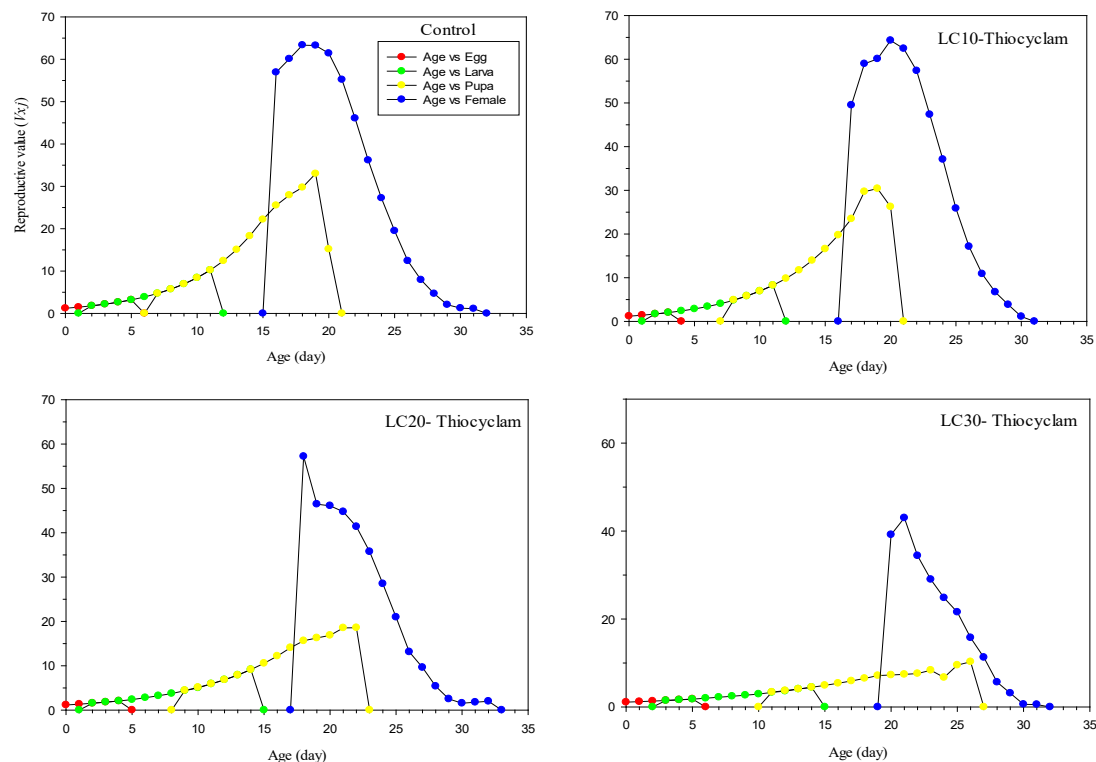 Control
Age vs Egg
Age vs Larva
Age vs Pupa
Age vs Female
Reproductive value (Vxj)
70
60
50
40
30
20
10
0
0 5 10 15 20 25 30 35
Age (day)
LC10-Thiocyclam
70
60
50
40
30
20
10
0
0 5 10 15 20 25 30 35
Age (day)
LC20- Thiocyclam
70
60
50
40
30
20
10
0
0 5 10 15 20 25 30 35
Age (day)
LC30- Thiocyclam
60
40
20
0
0 5 10 15 20 25 30 35
Age (day)